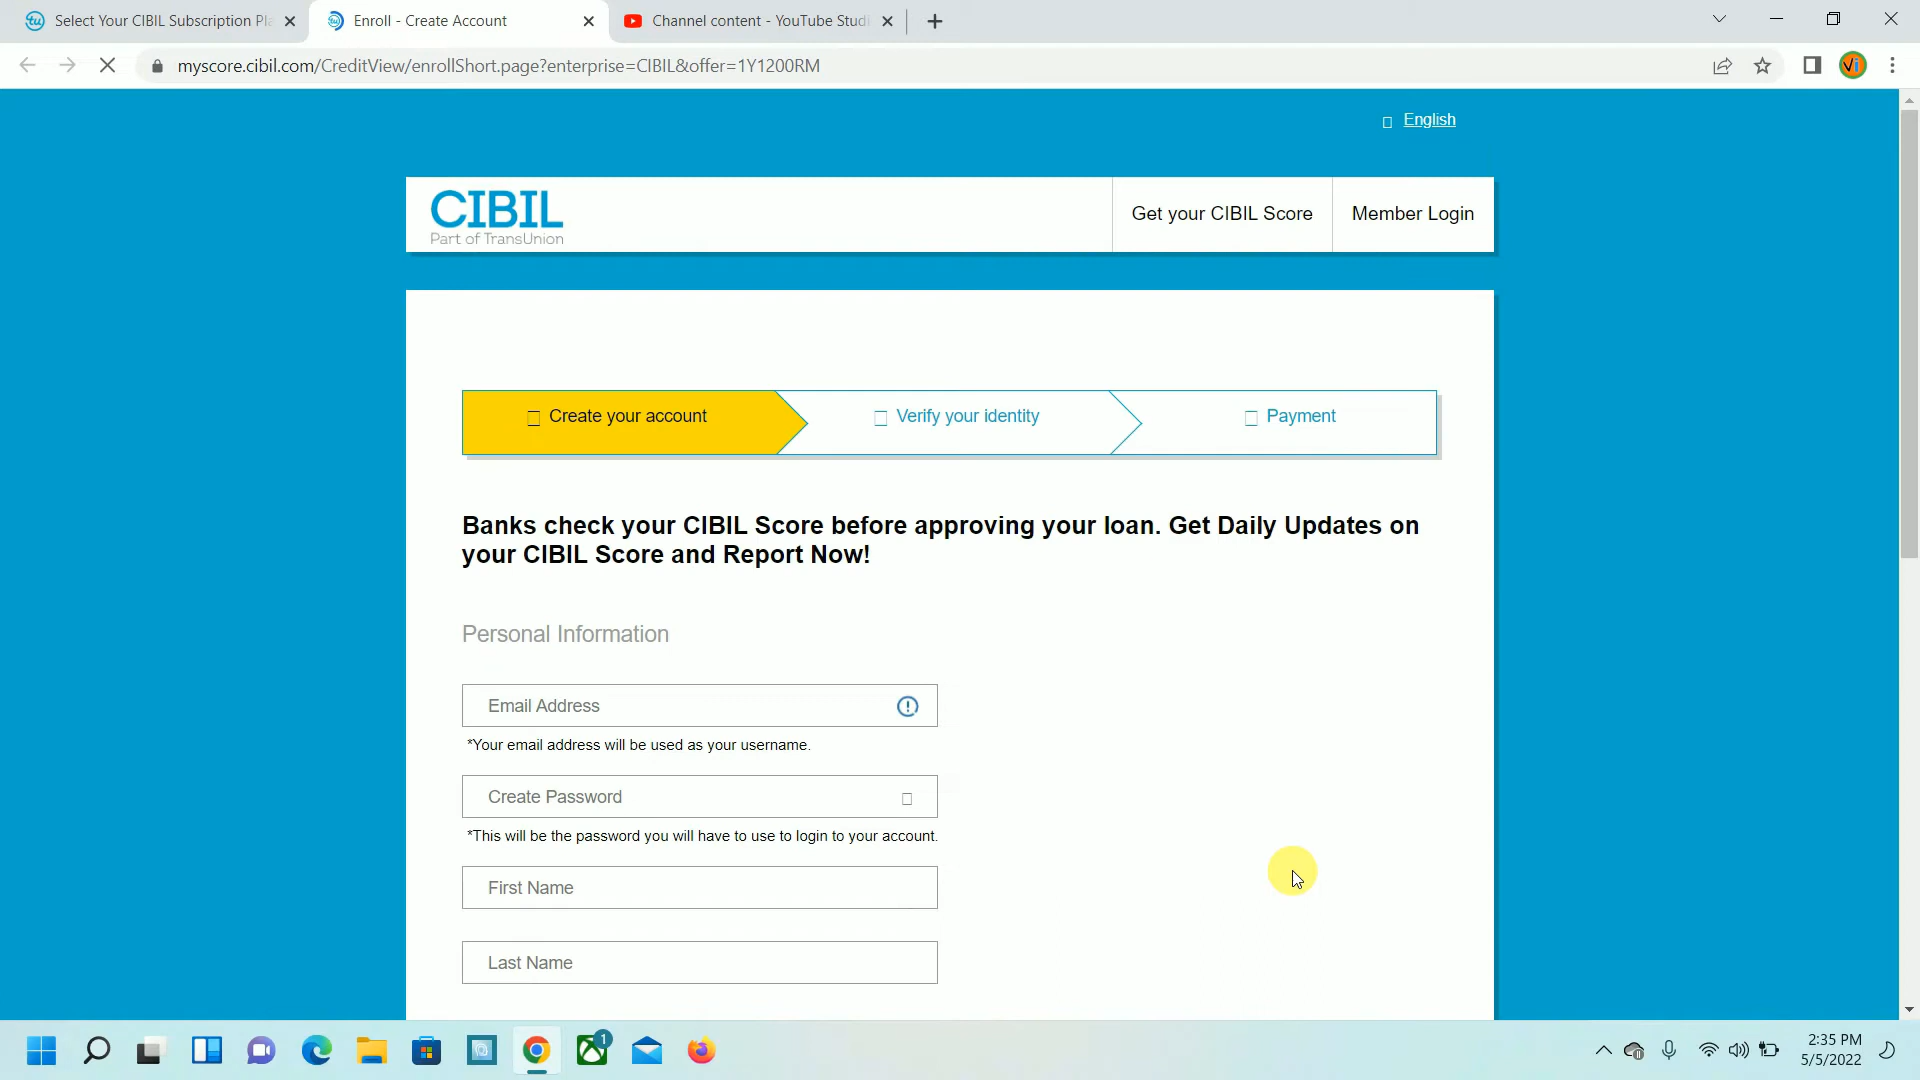 Select Your CIBIL Subscription Pla
Enroll - Create Account
Channel content - YouTube Studi
myscore.cibil.com/CreditView/enrollShort.page?enterprise=CIBIL&offer=1Y1200RM
English
CIBIL
Part of TransUnion
Get your CIBIL Score
Member Login
Create your account
Verify your identity
Payment
Banks check your CIBIL Score before approving your loan. Get Daily Updates on
your CIBIL Score and Report Now!
Personal Information
Email Address
*Your email address will be used as your username.
Create Password
*This will be the password you will have to use to login to your account.
First Name
Last Name
1
2:35 PM
5/5/2022